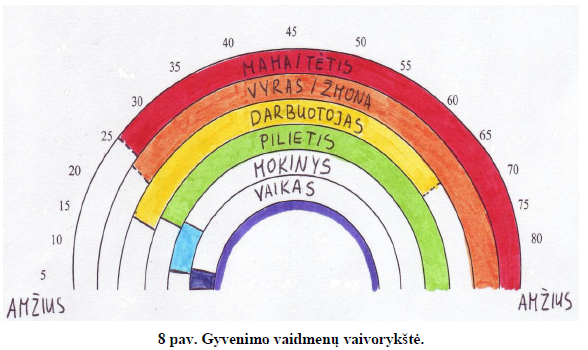 45
40
50
35
55
30
60
25
65
20
70
15
75
10
80
5
MAMA / TĖTIS
VYRAS / ŽMONA
DARBUOTOJAS
PILIETIS
MOKINYS
VAIKAS
AMŽIUS
AMŽIUS
8 pav. Gyvenimo vaidmenų vaivorykštė.